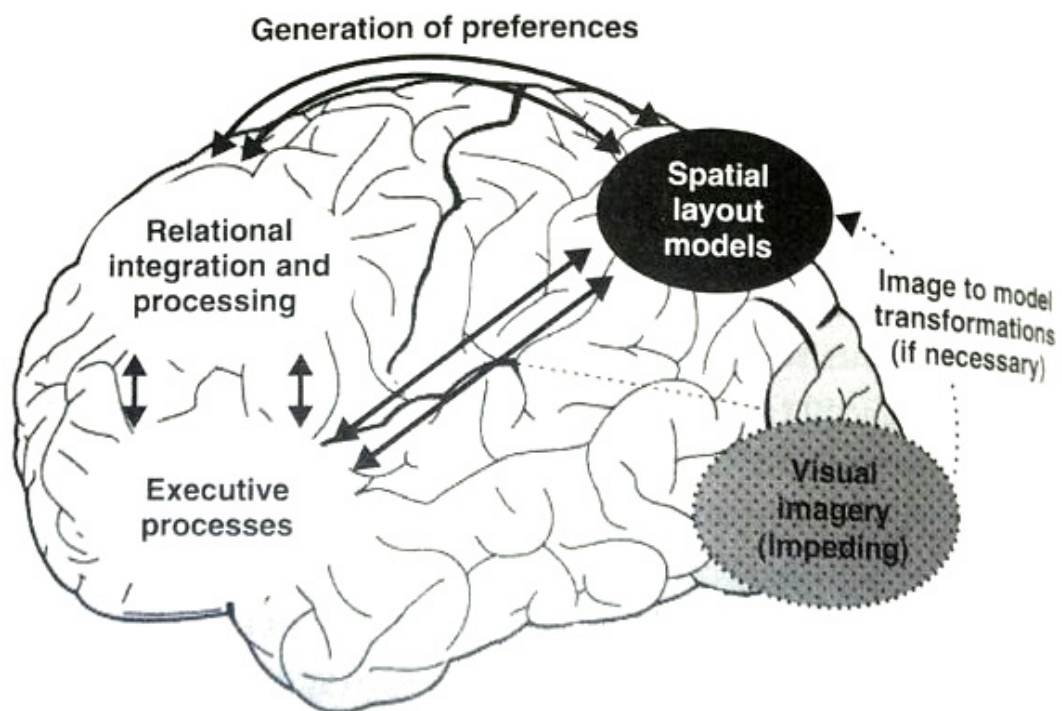 Generation of preferences
Spatial
layout
models
Relational
integration and
processing
Image to model
transformations
(if necessary)
Executive
processes
Visual
imagery
(Impeding)